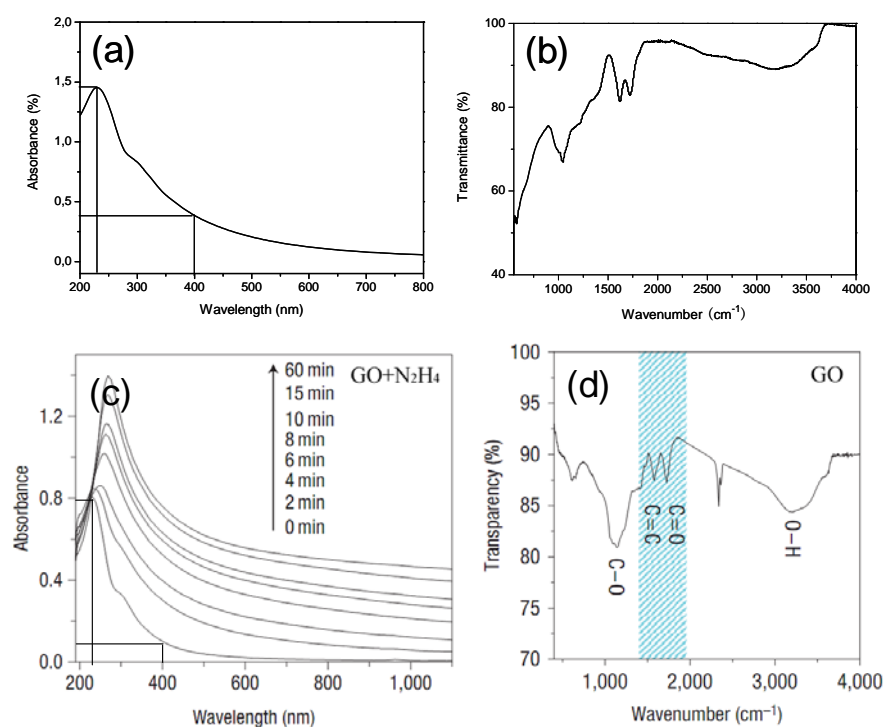 (a)
2,0
1,5
1,0
0,5
0,0
Absorbance (%)
200 300 400 500 600 700 800
Wavelength (nm)
(b)
100
80
60
40
Transmittance (%)
1000 1500 2000 2500 3000 3500 4000
Wavenumber (cm⁻¹)
(c)
GO+N₂H₄
60 min
15 min
10 min
8 min
6 min
4 min
2 min
0 min
1.2
0.8
0.4
0.0
Absorbance
200 400 600 800 1,000
Wavelength (nm)
(d)
GO
100
95
90
85
80
75
70
Transparency (%)
C–O
C=C
C=O
O–H
1,000 2,000 3,000 4,000
Wavenumber (cm⁻¹)